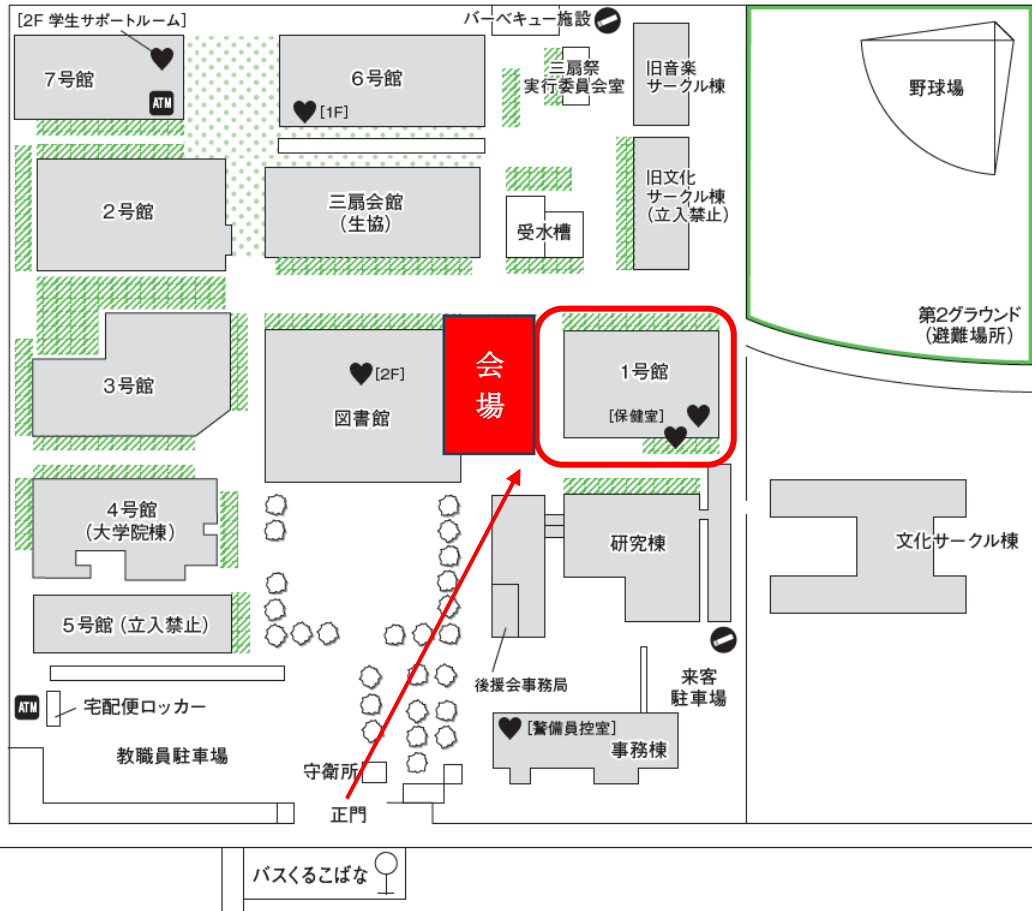 [2F 学生サポートルーム]
バーベキュー施設
7号館
ATM
6号館
[1F]
三扇祭
実行委員会室
旧音楽
サークル棟
野球場
2号館
三扇会館
(生協)
受水槽
旧文化
サークル棟
(立入禁止)
第2グラウンド
(避難場所)
3号館
[2F]
図書館
会
場
1号館
[保健室]
4号館
(大学院棟)
研究棟
文化サークル棟
5号館 (立入禁止)
後援会事務局
来客
駐車場
ATM
宅配便ロッカー
[警備員控室]
事務棟
教職員駐車場
守衛所
正門
バスくるこばな